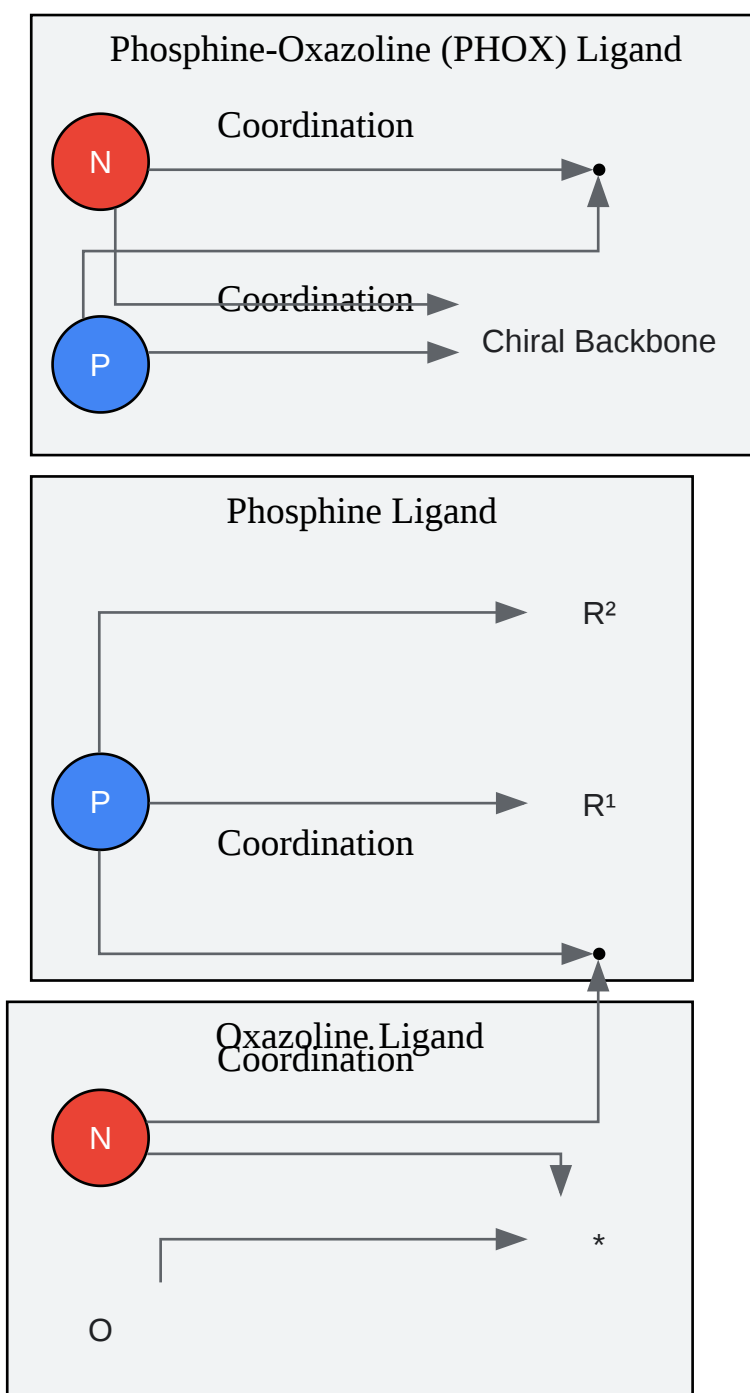 Phosphine-Oxazoline (PHOX) Ligand
Coordination
N
Coordination
Chiral Backbone
P
Phosphine Ligand
R²
P
R¹
Coordination
Oxazoline Ligand
Coordination
N
*
O